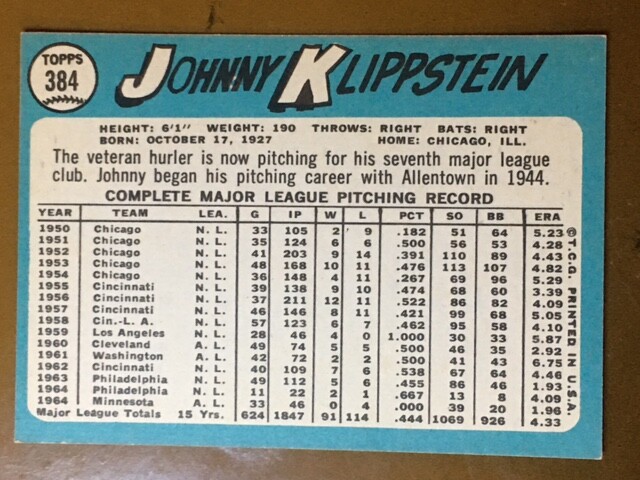 TOPPS
384
JOHNNY KLIPPSTEIN
HEIGHT: 6'1" WEIGHT: 190 THROWS: RIGHT BATS: RIGHT
BORN: OCTOBER 17, 1927 HOME: CHICAGO, ILL.
The veteran hurler is now pitching for his seventh major league
club. Johnny began his pitching career with Allentown in 1944.
COMPLETE MAJOR LEAGUE PITCHING RECORD
YEAR TEAM LEA. G IP W L PCT SO BB ERA
1950 Chicago N. L. 33 105 2 9 .182 51 64 5.23
1951 Chicago N. L. 35 124 6 6 .500 56 53 4.28
1952 Chicago N. L. 41 203 9 14 .391 110 89 4.43
1953 Chicago N. L. 48 168 10 11 .476 113 107 4.82
1954 Chicago N. L. 36 148 4 11 .267 69 96 5.29
1955 Cincinnati N. L. 39 138 9 10 .474 68 60 3.39
1956 Cincinnati N. L. 37 211 12 11 .522 86 82 4.09
1957 Cincinnati N. L. 46 146 8 11 .421 99 68 5.05
1958 Cin.-L. A. N. L. 57 123 6 7 .462 95 58 4.10
1959 Los Angeles N. L. 28 46 4 0 1.000 30 33 5.87
1960 Cleveland A. L. 49 74 5 5 .500 46 35 2.92
1961 Washington A. L. 42 72 2 2 .500 41 43 6.75
1962 Cincinnati N. L. 40 109 7 6 .538 67 64 4.46
1963 Philadelphia N. L. 49 112 5 6 .455 86 46 1.93
1964 Philadelphia N. L. 11 22 2 1 .667 13 8 4.09
1964 Minnesota A. L. 33 46 0 4 .000 39 20 1.96
Major League Totals 15 Yrs. 624 1847 91 114 .444 1069 926 4.33
© T.C.G. PRINTED IN U.S.A.